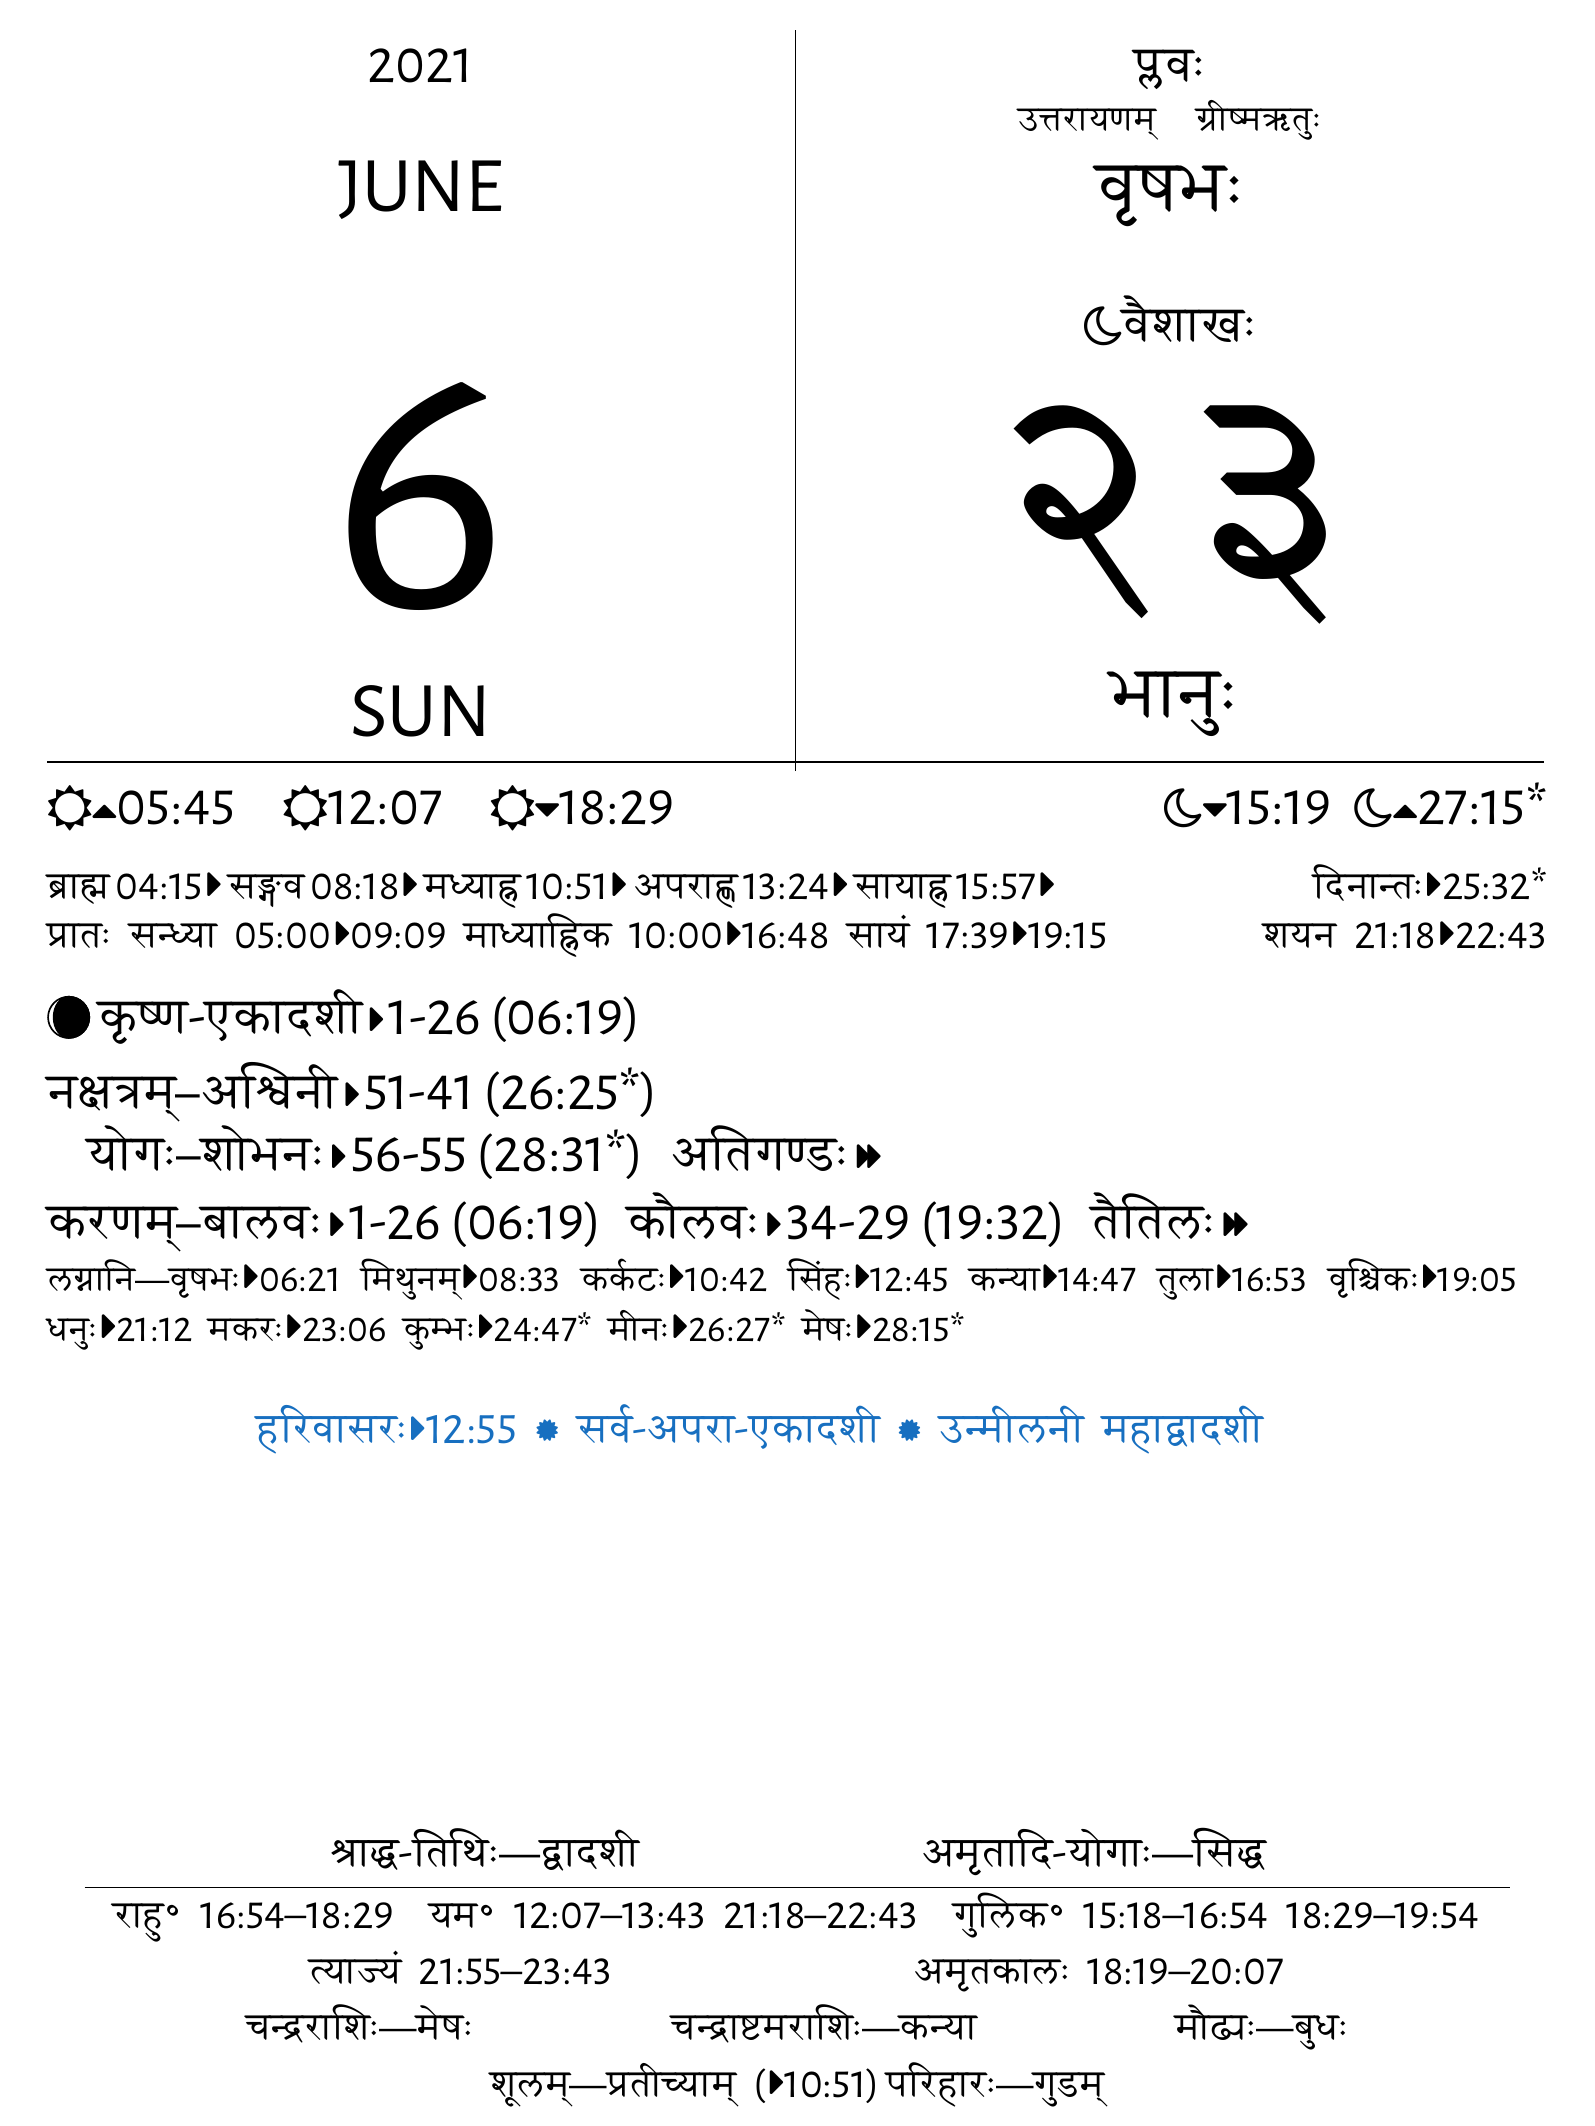 2021
JUNE
6
SUN
प्लवः
उत्तरायणम् ग्रीष्मऋतुः
वृषभः
वैशाखः
२३
भानुः
05:45 12:07 18:29 15:19 27:15*
ब्राह्म 04:15 सङ्गव 08:18 मध्याह्न 10:51 अपराह्ण 13:24 सायाह्न 15:57 दिनान्तः 25:32*
प्रातः सन्ध्या 05:00 09:09 माध्याह्निक 10:00 16:48 सायं 17:39 19:15 शयन 21:18 22:43
कृष्ण-एकादशी 1-26 (06:19)
नक्षत्रम्–अश्विनी 51-41 (26:25*)
योगः–शोभनः 56-55 (28:31*) अतिगण्डः
करणम्–बालवः 1-26 (06:19) कौलवः 34-29 (19:32) तैतिलः
लग्नानि—वृषभः 06:21 मिथुनम् 08:33 कर्कटः 10:42 सिंहः 12:45 कन्या 14:47 तुला 16:53 वृश्चिकः 19:05
धनुः 21:12 मकरः 23:06 कुम्भः 24:47* मीनः 26:27* मेषः 28:15*
हरिवासरः 12:55 सर्व-अपरा-एकादशी उन्मीलनी महाद्वादशी
श्राद्ध-तिथिः—द्वादशी अमृतादि-योगाः—सिद्ध
राहु॰ 16:54–18:29 यम॰ 12:07–13:43 21:18–22:43 गुलिक॰ 15:18–16:54 18:29–19:54
त्याज्यं 21:55–23:43 अमृतकालः 18:19–20:07
चन्द्रराशिः—मेषः चन्द्राष्टमराशिः—कन्या मौढ्यः—बुधः
शूलम्—प्रतीच्याम् (10:51) परिहारः—गुडम्